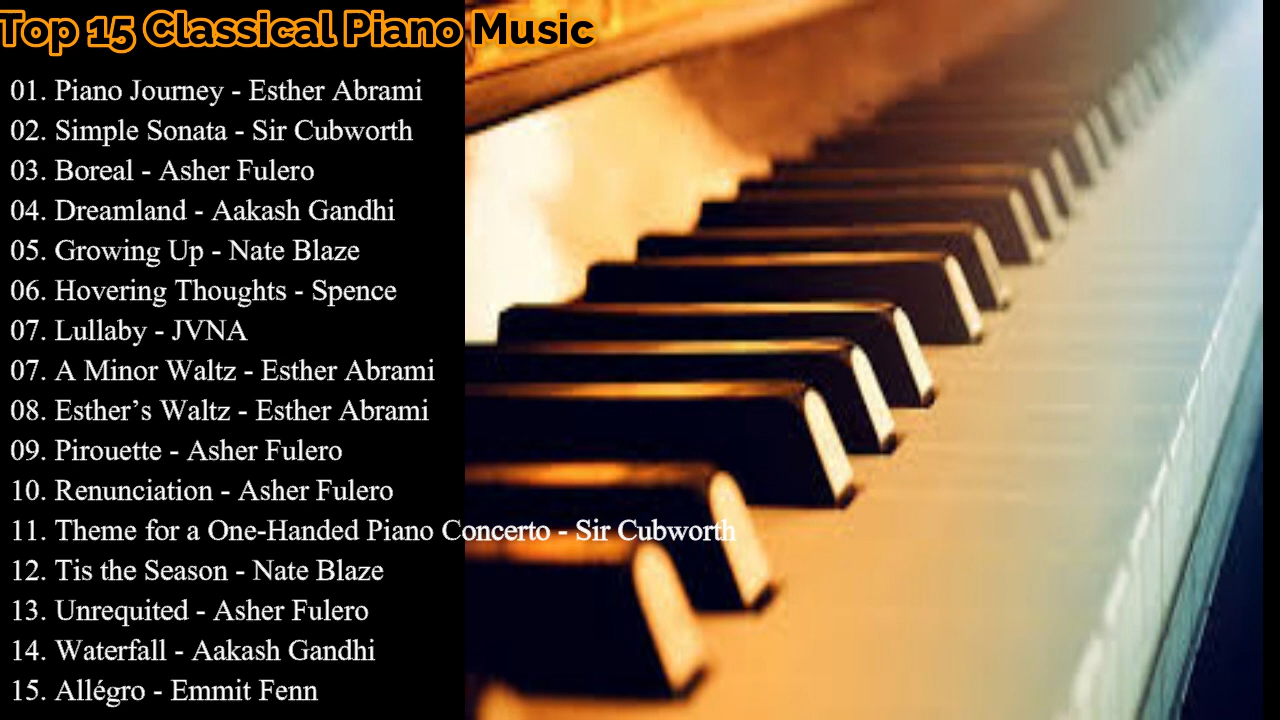 Top 15 Classical Piano Music
01. Piano Journey - Esther Abrami
02. Simple Sonata - Sir Cubworth
03. Boreal - Asher Fulero
04. Dreamland - Aakash Gandhi
05. Growing Up - Nate Blaze
06. Hovering Thoughts - Spence
07. Lullaby - JVNA
07. A Minor Waltz - Esther Abrami
08. Esther’s Waltz - Esther Abrami
09. Pirouette - Asher Fulero
10. Renunciation - Asher Fulero
11. Theme for a One-Handed Piano Concerto - Sir Cubworth
12. Tis the Season - Nate Blaze
13. Unrequited - Asher Fulero
14. Waterfall - Aakash Gandhi
15. Allégro - Emmit Fenn